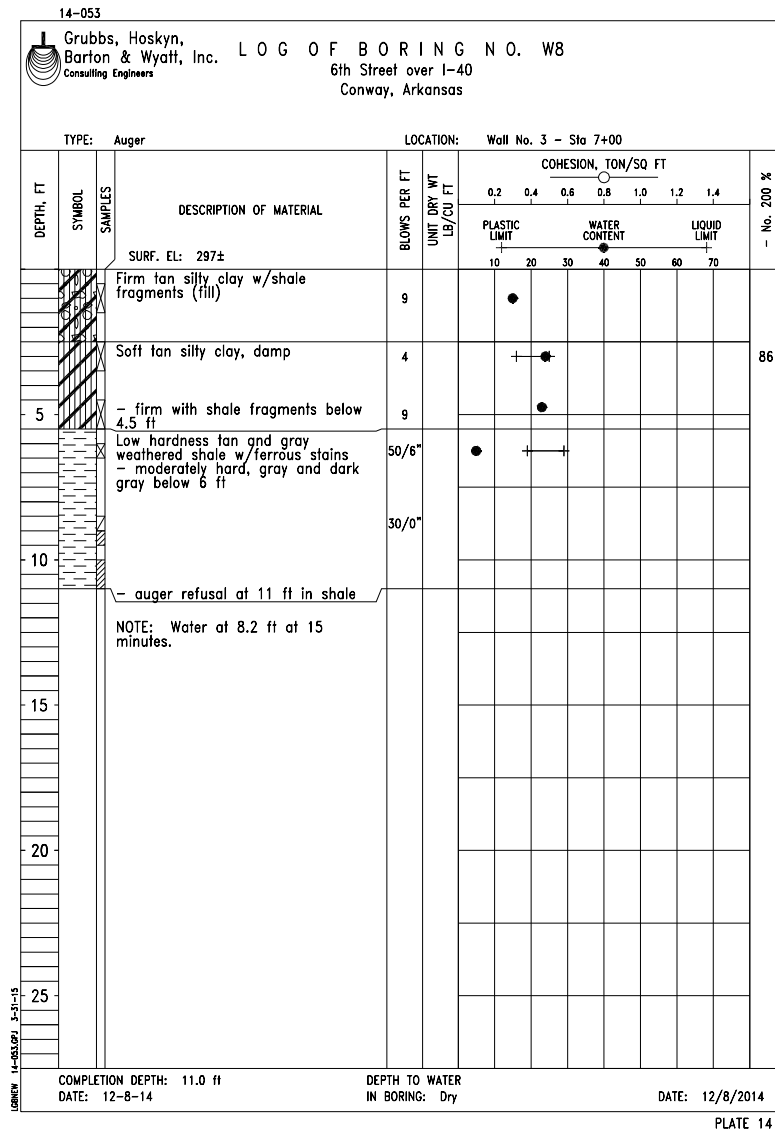 14-053
Grubbs, Hoskyn,
Barton & Wyatt, Inc.
Consulting Engineers
LOG OF BORING NO. W8
6th Street over I-40
Conway, Arkansas
TYPE: Auger
LOCATION: Wall No. 3 - Sta 7+00
DEPTH, FT
SYMBOL
SAMPLES
DESCRIPTION OF MATERIAL
SURF. EL: 297±
BLOWS PER FT
UNIT DRY WT
LB/CU FT
COHESION, TON/SQ FT
0.2 0.4 0.6 0.8 1.0 1.2 1.4
PLASTIC LIMIT
WATER CONTENT
LIQUID LIMIT
10 20 30 40 50 60 70
- No. 200 %
Firm tan silty clay w/shale
fragments (fill)
9
Soft tan silty clay, damp
4
86
5
- firm with shale fragments below
4.5 ft
9
Low hardness tan and gray
weathered shale w/ferrous stains
- moderately hard, gray and dark
gray below 6 ft
50/6"
30/0"
10
- auger refusal at 11 ft in shale
NOTE: Water at 8.2 ft at 15
minutes.
15
20
25
LGBNEW 14-053.GPJ 3-31-15
COMPLETION DEPTH: 11.0 ft
DATE: 12-8-14
DEPTH TO WATER
IN BORING: Dry
DATE: 12/8/2014
PLATE 14